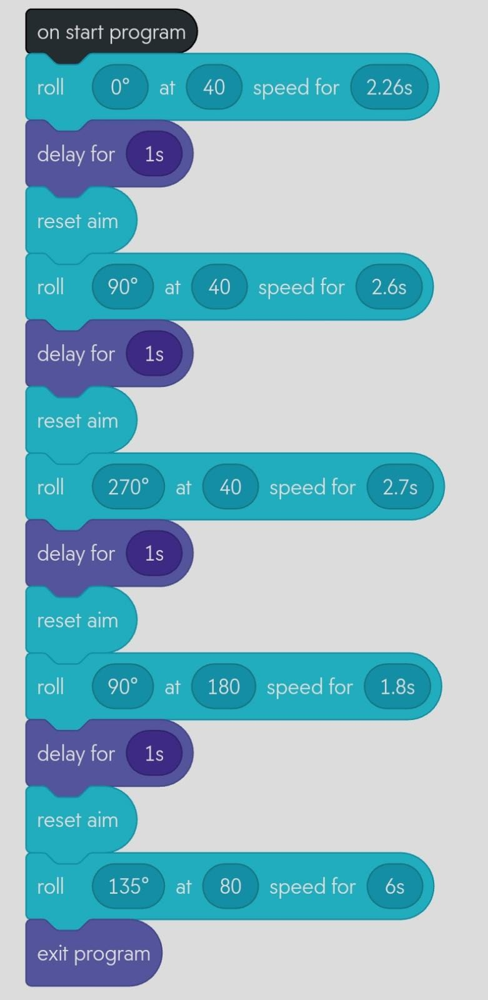 on start program
roll 0° at 40 speed for 2.26s
delay for 1s
reset aim
roll 90° at 40 speed for 2.6s
delay for 1s
reset aim
roll 270° at 40 speed for 2.7s
delay for 1s
reset aim
roll 90° at 180 speed for 1.8s
delay for 1s
reset aim
roll 135° at 80 speed for 6s
exit program